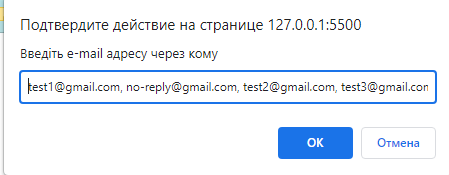 Подтвердите действие на странице 127.0.0.1:5500
Введіть e-mail адресу через кому
test1@gmail.com, no-reply@gmail.com, test2@gmail.com, test3@gmail.com
ОК
Отмена